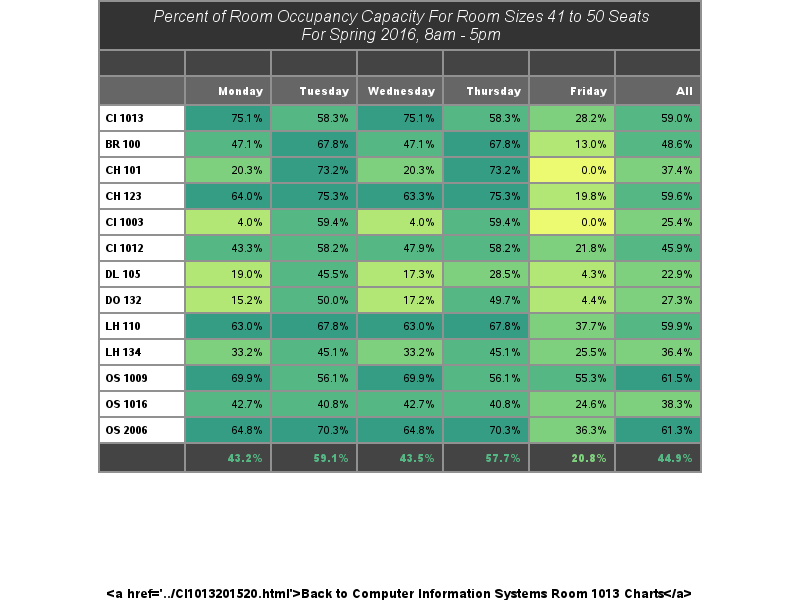 Percent of Room Occupancy Capacity For Room Sizes 41 to 50 Seats
For Spring 2016, 8am - 5pm
Monday Tuesday Wednesday Thursday Friday All
CI 1013 75.1% 58.3% 75.1% 58.3% 28.2% 59.0%
BR 100 47.1% 67.8% 47.1% 67.8% 13.0% 48.6%
CH 101 20.3% 73.2% 20.3% 73.2% 0.0% 37.4%
CH 123 64.0% 75.3% 63.3% 75.3% 19.8% 59.6%
CI 1003 4.0% 59.4% 4.0% 59.4% 0.0% 25.4%
CI 1012 43.3% 58.2% 47.9% 58.2% 21.8% 45.9%
DL 105 19.0% 45.5% 17.3% 28.5% 4.3% 22.9%
DO 132 15.2% 50.0% 17.2% 49.7% 4.4% 27.3%
LH 110 63.0% 67.8% 63.0% 67.8% 37.7% 59.9%
LH 134 33.2% 45.1% 33.2% 45.1% 25.5% 36.4%
OS 1009 69.9% 56.1% 69.9% 56.1% 55.3% 61.5%
OS 1016 42.7% 40.8% 42.7% 40.8% 24.6% 38.3%
OS 2006 64.8% 70.3% 64.8% 70.3% 36.3% 61.3%
43.2% 59.1% 43.5% 57.7% 20.8% 44.9%
<a href='../CI1013201520.html'>Back to Computer Information Systems Room 1013 Charts</a>